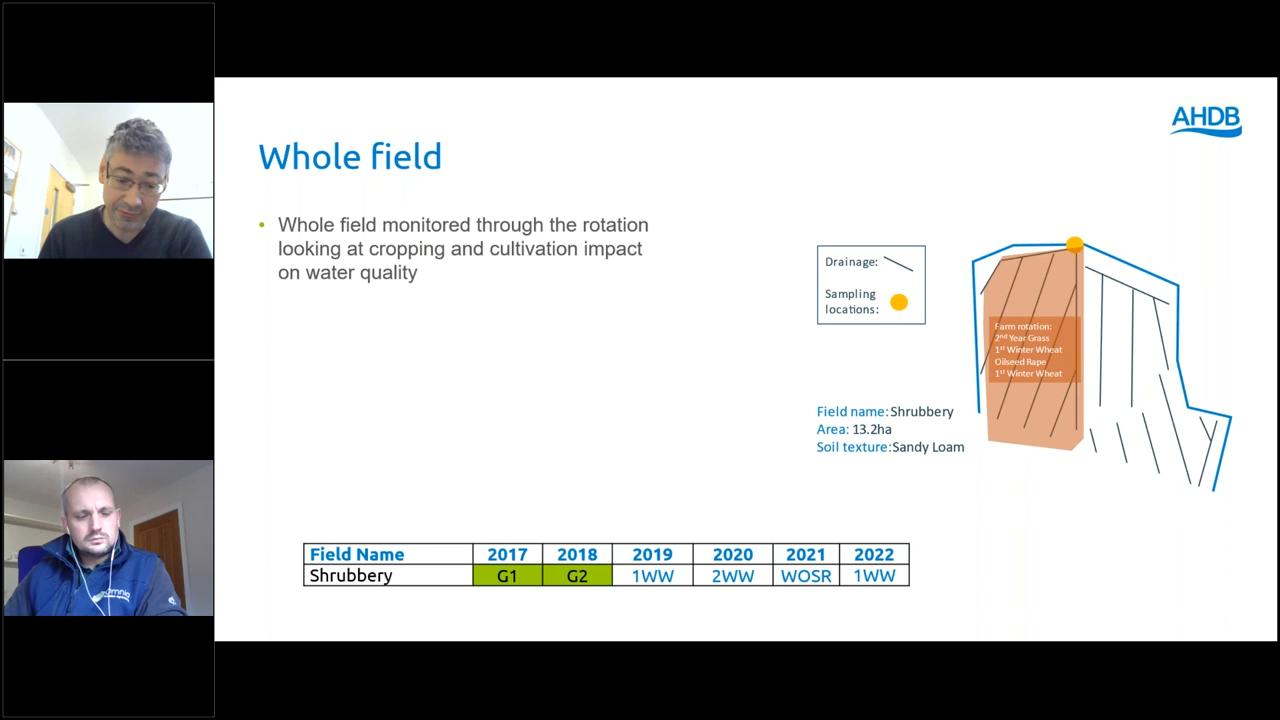 AHDB
Whole field
• Whole field monitored through the rotation
looking at cropping and cultivation impact
on water quality
Drainage:
Sampling
locations:
Farm rotation:
2nd Year Grass
1st Winter Wheat
Oilseed Rape
1st Winter Wheat
Field name: Shrubbery
Area: 13.2ha
Soil texture: Sandy Loam
Field Name 2017 2018 2019 2020 2021 2022
Shrubbery G1 G2 1WW 2WW WOSR 1WW
omnia